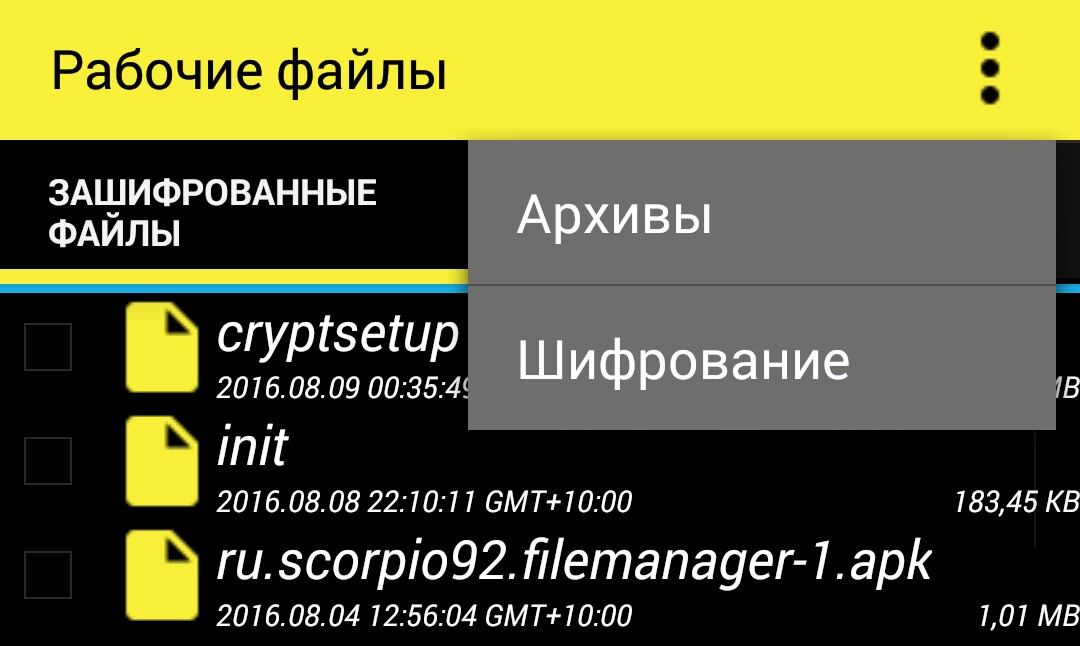 Рабочие файлы
ЗАШИФРОВАННЫЕ
ФАЙЛЫ
Архивы
Шифрование
cryptsetup
2016.08.09 00:35:49
MB
init
2016.08.08 22:10:11 GMT+10:00
183,45 KB
ru.scorpio92.filemanager-1.apk
2016.08.04 12:56:04 GMT+10:00
1,01 MB